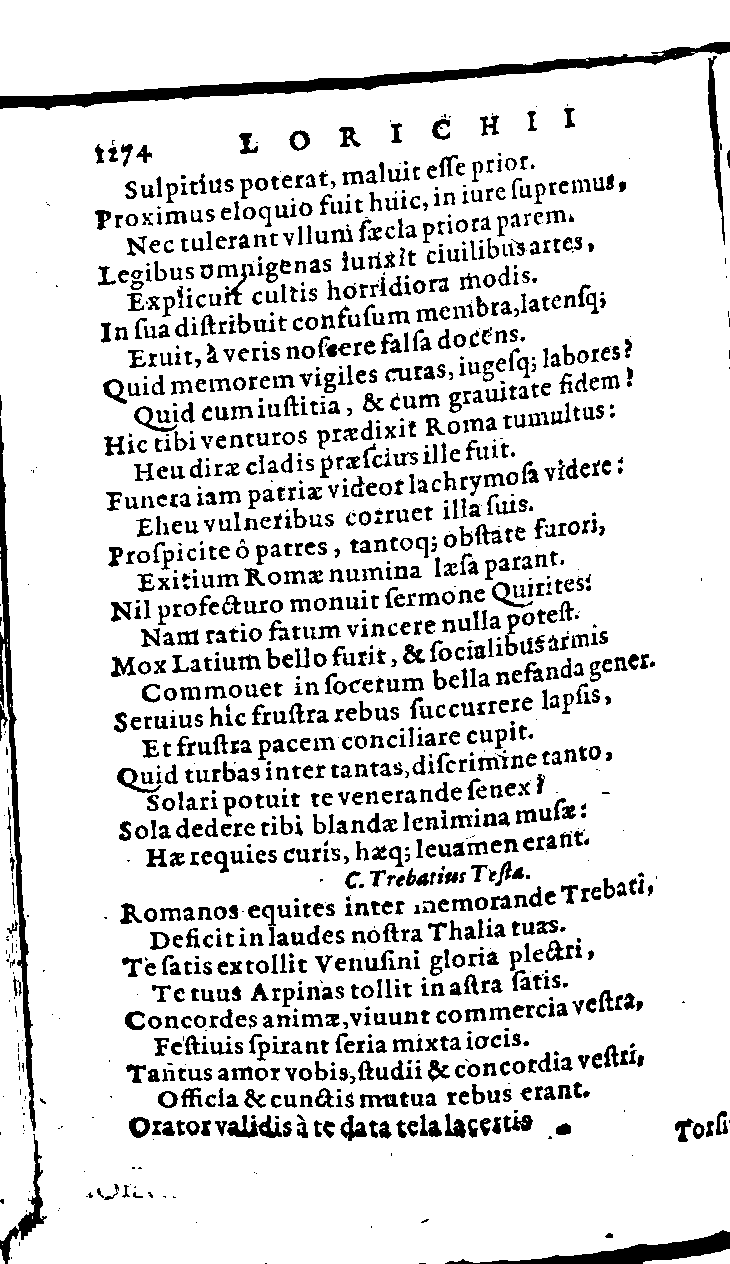 1274 LORICHII
Sulpitius poterat, maluit eſſe prior.
Proximus eloquio fuit huic, in iure ſupremus,
Nec tulerant vllum ſæcla priora parem.
Legibus omnigenas iunxit ciuilibus artes,
Explicuit cultis horridiora modis.
In ſua diſtribuit confuſum membra, latenſq;
Eruit, à veris noſcere falſa docens.
Quid memorem vigiles curas, iugeſq; labores?
Quid cum iuſtitia, & cum grauitate fidem?
Hic tibi venturos prædixit Roma tumultus:
Heu diræ cladis præſcius ille fuit.
Funera iam patriæ videor lachrymoſa videre:
Eheu vulneribus corruet illa ſuis.
Proſpicite ô patres, tantoq; obſtate furori,
Exitium Romæ numina læſa parant.
Nil profecturo monuit ſermone Quirites:
Nam ratio fatum vincere nulla poteſt.
Mox Latium bello furit, & ſocialibus armis
Commouet in ſocerum bella nefanda gener.
Seruius hic fruſtra rebus ſuccurrere lapſis,
Et fruſtra pacem conciliare cupit.
Quid turbas inter tantas, diſcrimine tanto,
Solari potuit te venerande ſenex?
Sola dedere tibi blandæ lenimina muſæ:
Hæ requies curis, hæq; leuamen erant.
C. Trebatius Teſta.
Romanos equites inter memorande Trebati,
Deficit in laudes noſtra Thalia tuas.
Te ſatis extollit Venuſini gloria plectri,
Te tuus Arpinas tollit in aſtra ſatis.
Concordes animæ, viuunt commercia veſtra,
Feſtiuis ſpirant ſeria mixta iocis.
Tantus amor vobis, ſtudii & concordia veſtri,
Officia & cunctis mutua rebus erant.
Orator validis à te data tela lacertis
Torſi